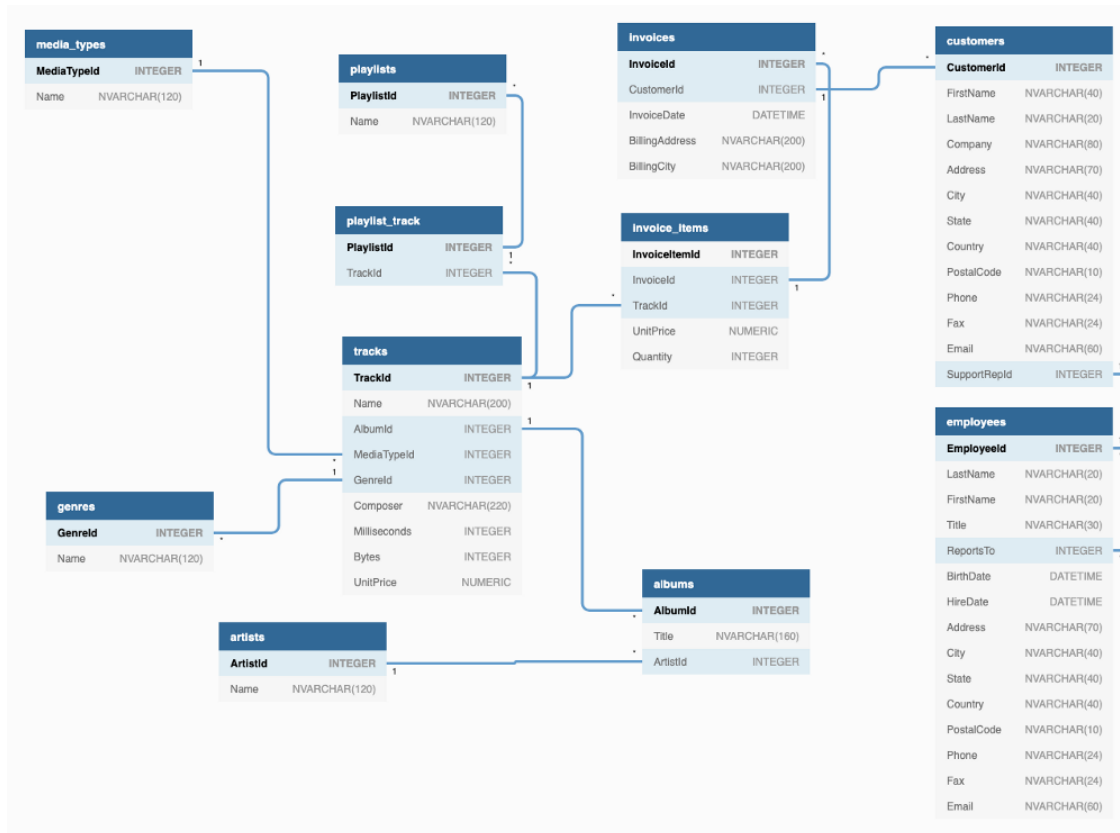 media_types
MediaTypeId INTEGER
Name NVARCHAR(120)
1
playlists
PlaylistId INTEGER
Name NVARCHAR(120)
*
playlist_track
PlaylistId INTEGER
TrackId INTEGER
1
*
tracks
TrackId INTEGER
Name NVARCHAR(200)
AlbumId INTEGER
MediaTypeId INTEGER
GenreId INTEGER
Composer NVARCHAR(220)
Milliseconds INTEGER
Bytes INTEGER
UnitPrice NUMERIC
1
1
*
1
genres
GenreId INTEGER
Name NVARCHAR(120)
*
artists
ArtistId INTEGER
Name NVARCHAR(120)
1
albums
AlbumId INTEGER
Title NVARCHAR(160)
ArtistId INTEGER
*
*
invoices
InvoiceId INTEGER
CustomerId INTEGER
InvoiceDate DATETIME
BillingAddress NVARCHAR(200)
BillingCity NVARCHAR(200)
*
1
invoice_items
InvoiceItemId INTEGER
InvoiceId INTEGER
TrackId INTEGER
UnitPrice NUMERIC
Quantity INTEGER
1
*
customers
CustomerId INTEGER
FirstName NVARCHAR(40)
LastName NVARCHAR(20)
Company NVARCHAR(80)
Address NVARCHAR(70)
City NVARCHAR(40)
State NVARCHAR(40)
Country NVARCHAR(40)
PostalCode NVARCHAR(10)
Phone NVARCHAR(24)
Fax NVARCHAR(24)
Email NVARCHAR(60)
SupportRepId INTEGER
*
employees
EmployeeId INTEGER
LastName NVARCHAR(20)
FirstName NVARCHAR(20)
Title NVARCHAR(30)
ReportsTo INTEGER
BirthDate DATETIME
HireDate DATETIME
Address NVARCHAR(70)
City NVARCHAR(40)
State NVARCHAR(40)
Country NVARCHAR(40)
PostalCode NVARCHAR(10)
Phone NVARCHAR(24)
Fax NVARCHAR(24)
Email NVARCHAR(60)